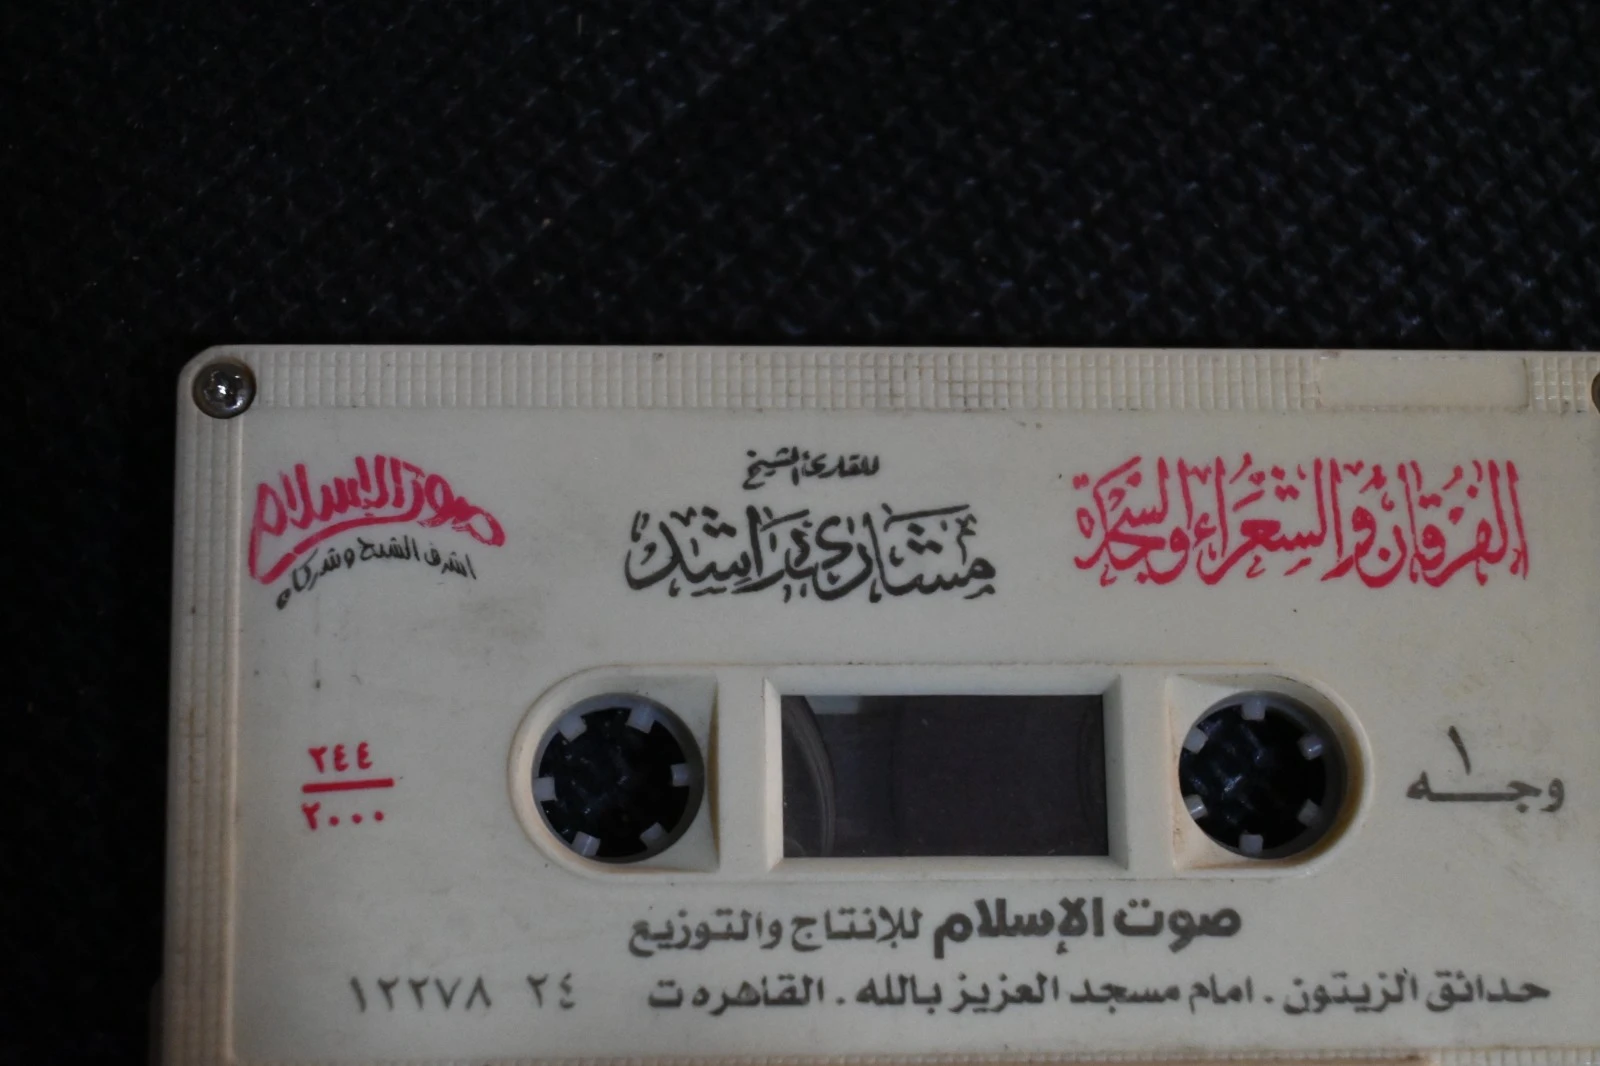 الفرقان والشعراء والسجدة
للقارئ الشيخ
مشاري راشد
صوت الإسلام
اشرف الشيخ وشركاه
وجه ١
٢٤٤
٢٠٠٠
صوت الإسلام للإنتاج والتوزيع
حدائق الزيتون . امام مسجد العزيز بالله . القاهره ت ٢٤ ١٢٢٧٨